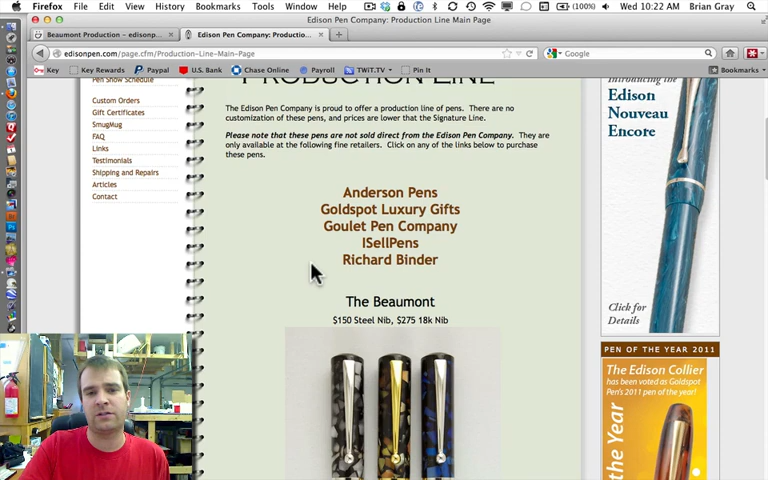 Firefox File Edit View History Bookmarks Tools Window Help (100%) Wed 10:22 AM Brian Gray
Edison Pen Company: Production Line Main Page
Beaumont Production – edisonp... Edison Pen Company: Productio...
edisonpen.com/page.cfm/Production-Line-Main-Page Google
Key Key Rewards Paypal U.S. Bank Chase Online Payroll TWiT.TV Pin It Bookmarks
Pen Show Schedule
Custom Orders
Gift Certificates
SmugMug
FAQ
Links
Testimonials
Shipping and Repairs
Articles
Contact
PRODUCTION LINE
The Edison Pen Company is proud to offer a production line of pens. There are no
customization of these pens, and prices are lower that the Signature Line.
Please note that these pens are not sold direct from the Edison Pen Company. They are
only available at the following fine retailers. Click on any of the links below to purchase
these pens.
Anderson Pens
Goldspot Luxury Gifts
Goulet Pen Company
ISellPens
Richard Binder
The Beaumont
$150 Steel Nib, $275 18k Nib
Introducing the
Edison
Nouveau
Encore
Click for
Details
PEN OF THE YEAR 2011
The Edison Collier
has been voted as Goldspot
Pen's 2011 pen of the year!
the Year